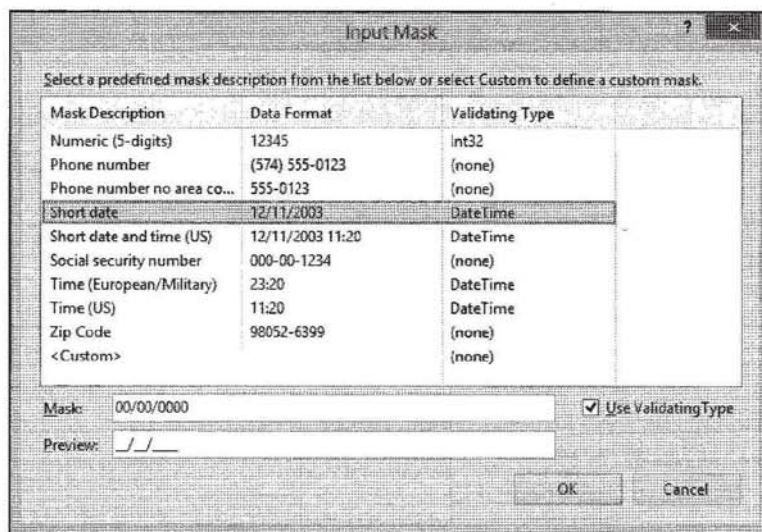 Input Mask ?
Select a predefined mask description from the list below or select Custom to define a custom mask.
Mask Description Data Format Validating Type
Numeric (5-digits) 12345 Int32
Phone number (574) 555-0123 (none)
Phone number no area co... 555-0123 (none)
Short date 12/11/2003 DateTime
Short date and time (US) 12/11/2003 11:20 DateTime
Social security number 000-00-1234 (none)
Time (European/Military) 23:20 DateTime
Time (US) 11:20 DateTime
Zip Code 98052-6399 (none)
<Custom> (none)
Mask: 00/00/0000 Use ValidatingType
Preview: __/__/____
OK Cancel